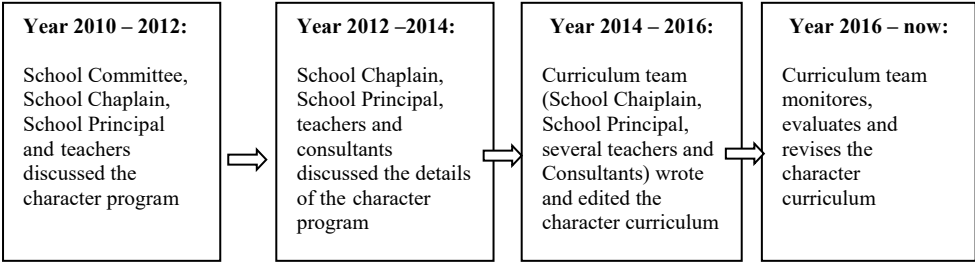 Year 2010 – 2012:
School Committee,
School Chaplain,
School Principal
and teachers
discussed the
character program
Year 2012 –2014:
School Chaplain,
School Principal,
teachers and
consultants
discussed the details
of the character
program
Year 2014 – 2016:
Curriculum team
(School Chaiplain,
School Principal,
several teachers and
Consultants) wrote
and edited the
character curriculum
Year 2016 – now:
Curriculum team
monitores,
evaluates and
revises the
character
curriculum